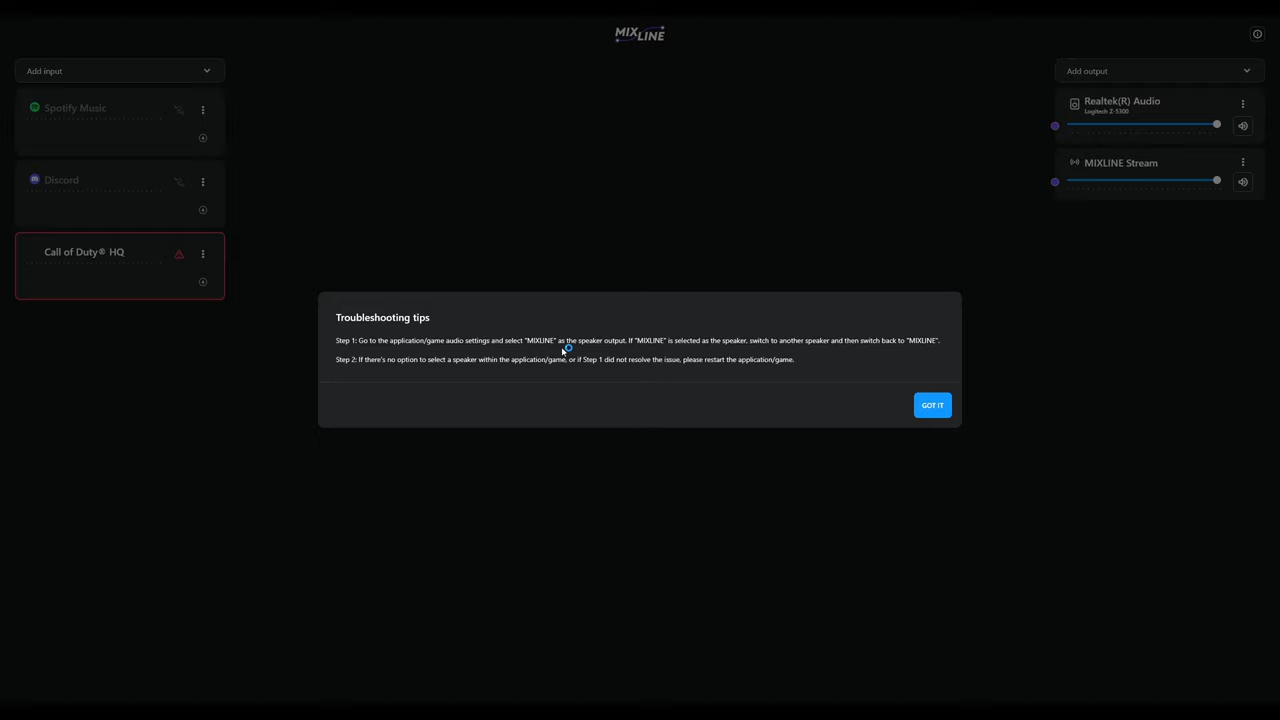 MIXLINE
Add input
Add output
Spotify Music
Realtek(R) Audio
Logitech Z-5300
MIXLINE Stream
Discord
Call of Duty® HQ
Troubleshooting tips
Step 1: Go to the application/game audio settings and select "MIXLINE" as the speaker output. If "MIXLINE" is selected as the speaker, switch to another speaker and then switch back to "MIXLINE".
Step 2: If there's no option to select a speaker within the application/game, or if Step 1 did not resolve the issue, please restart the application/game.
GOT IT